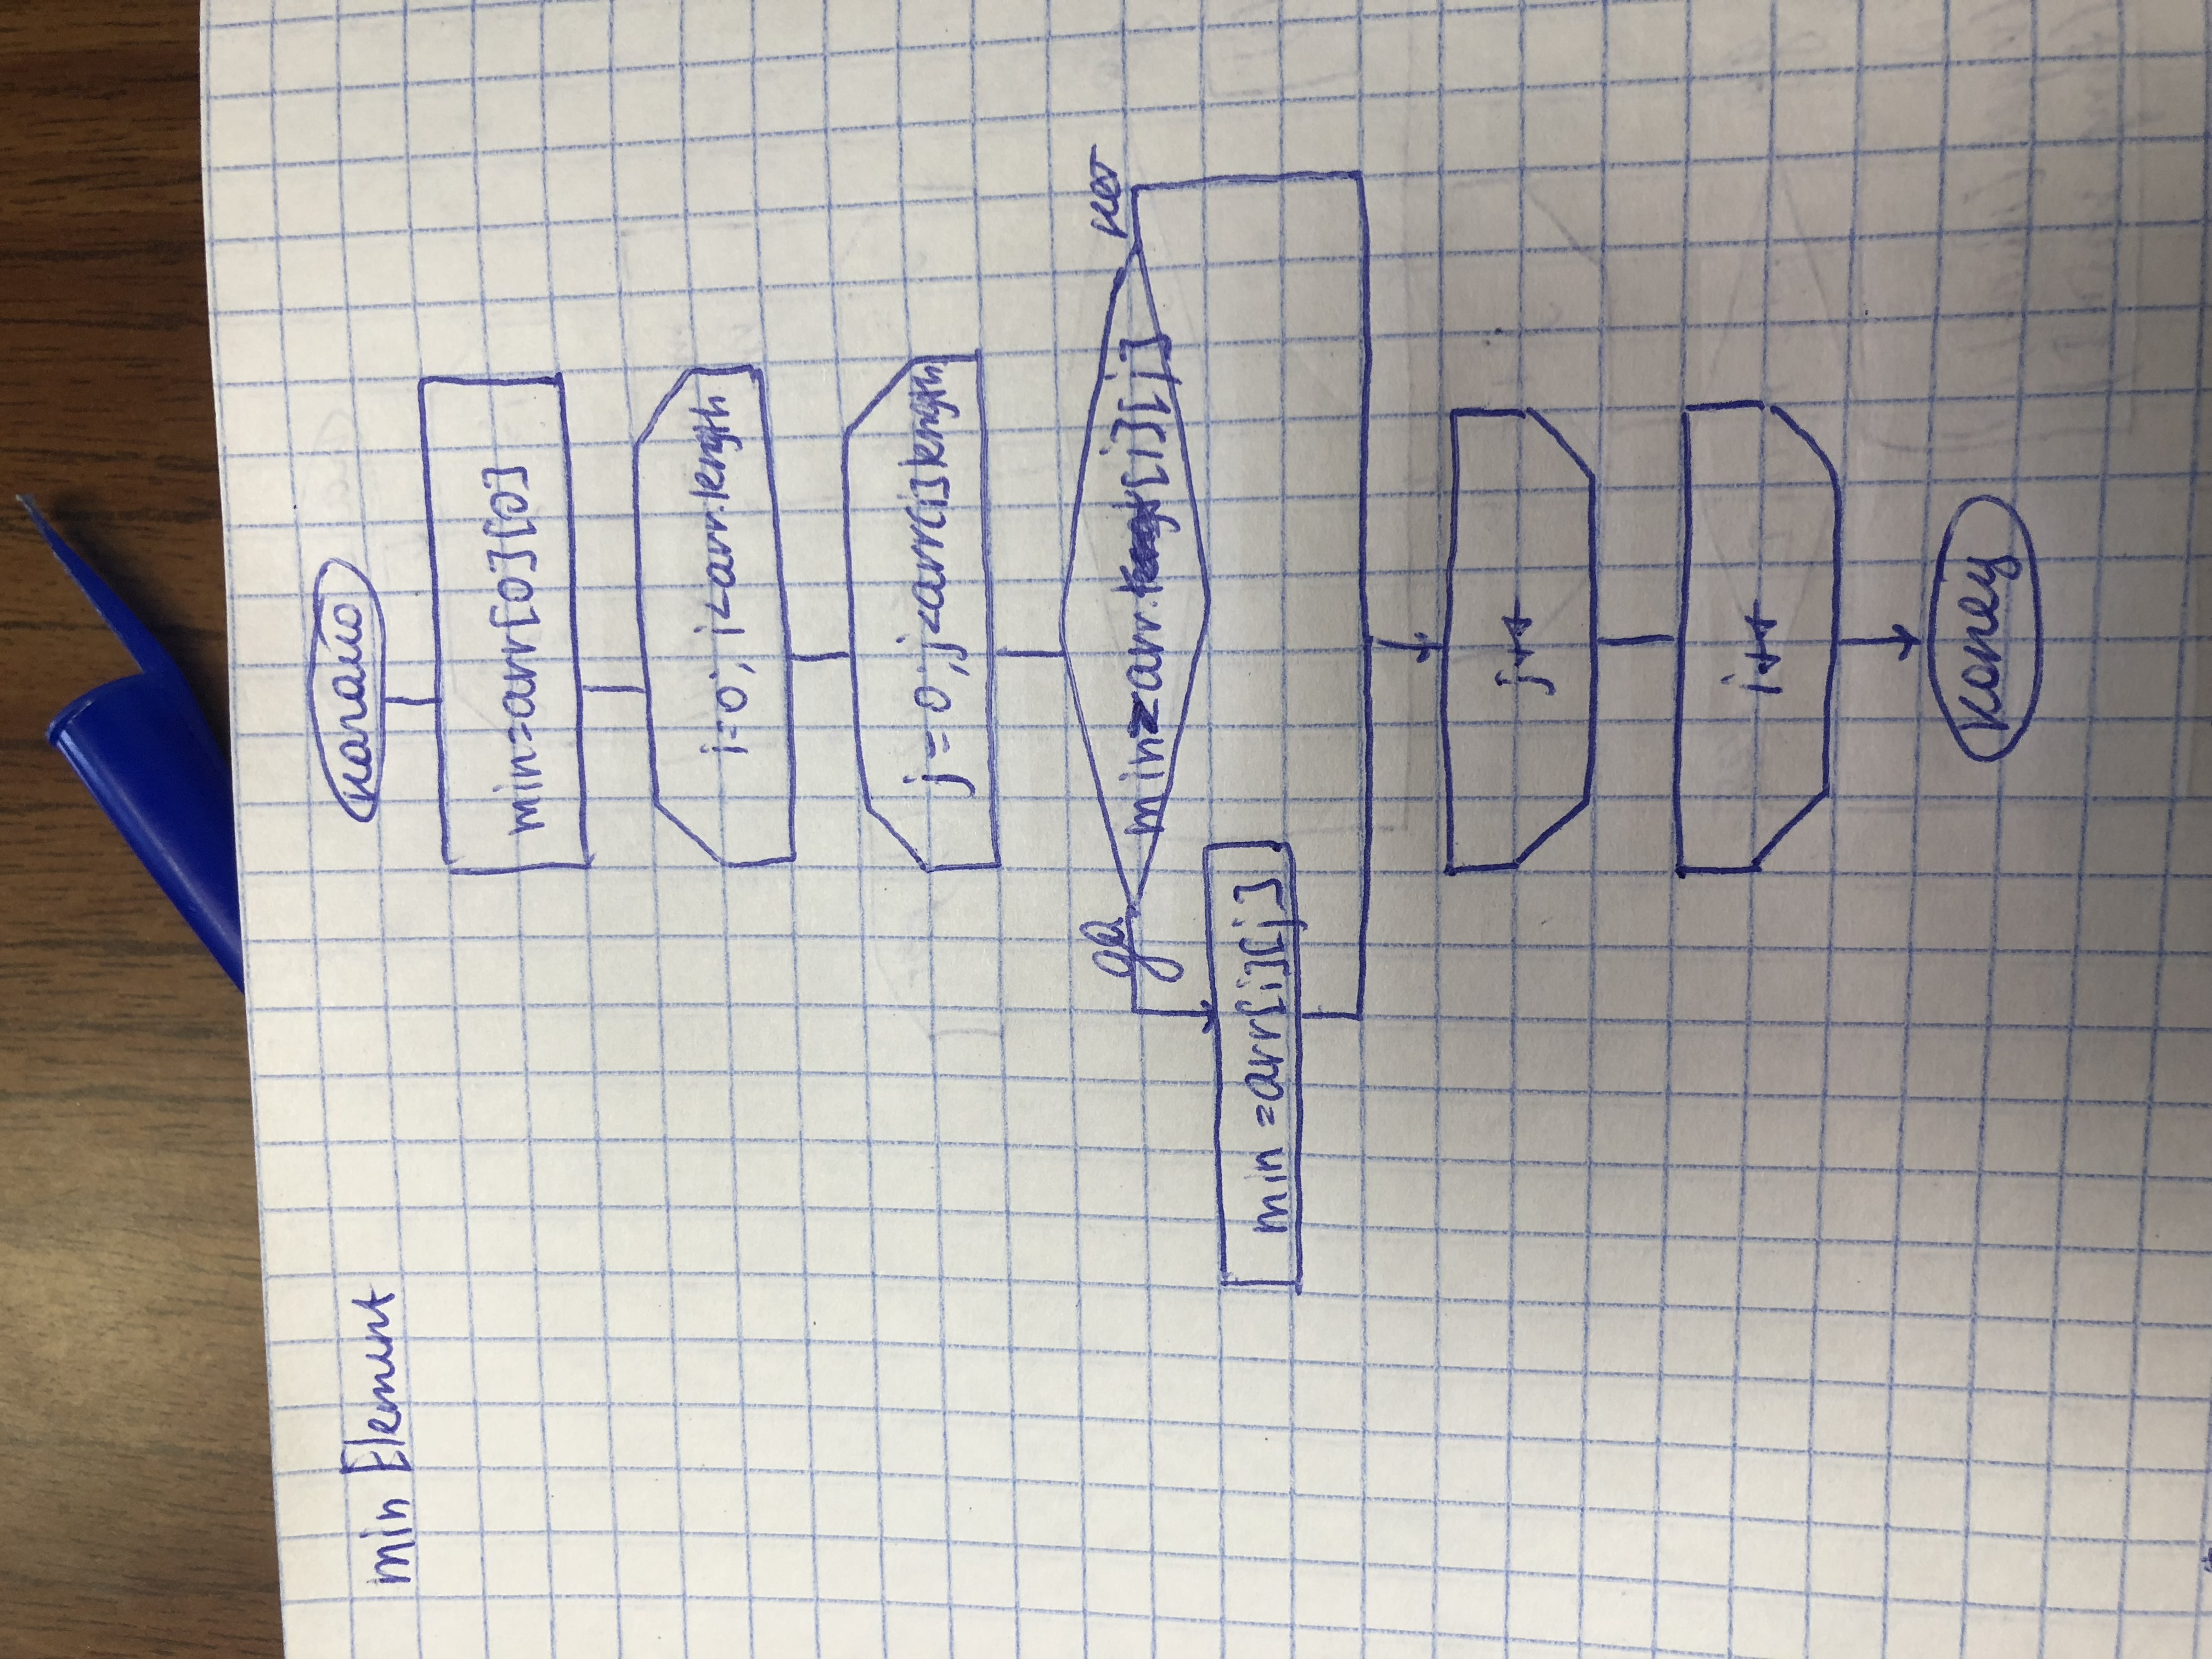 min Element
начало
min=arr[0][0]
i=0; i<arr.length
j=0; j<arr[i]length
да
нет
min>arr.[i][j]
min=arr[i][j]
j++
i++
конец